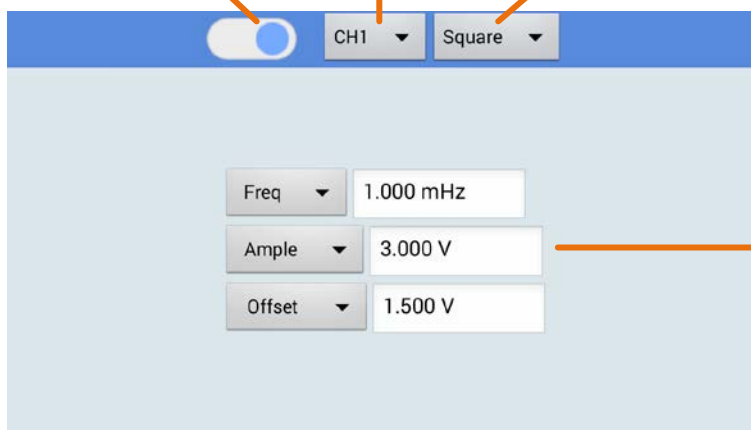 CH1 Square
Freq 1.000 mHz
Ample 3.000 V
Offset 1.500 V